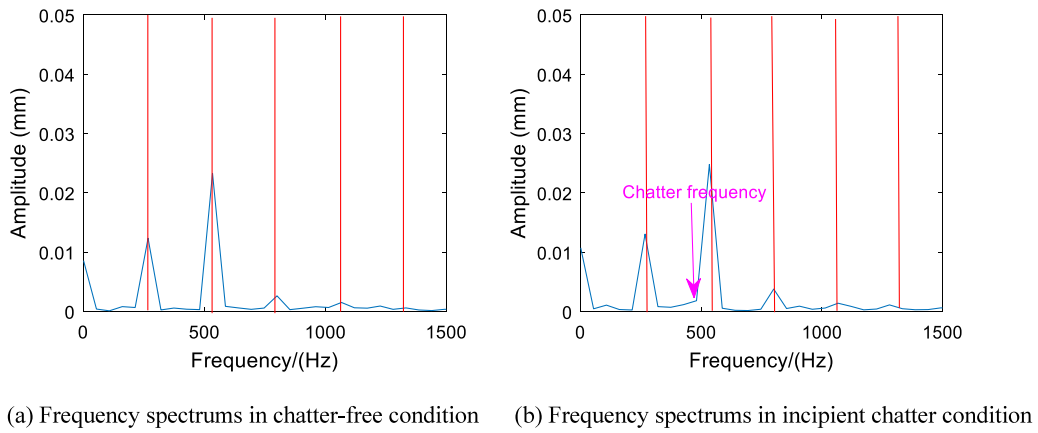 0.05
0.04
0.03
0.02
0.01
0
Amplitude (mm)
0 500 1000 1500
Frequency/(Hz)
(a) Frequency spectrums in chatter-free condition
0.05
0.04
0.03
0.02
0.01
0
Amplitude (mm)
Chatter frequency
0 500 1000 1500
Frequency/(Hz)
(b) Frequency spectrums in incipient chatter condition